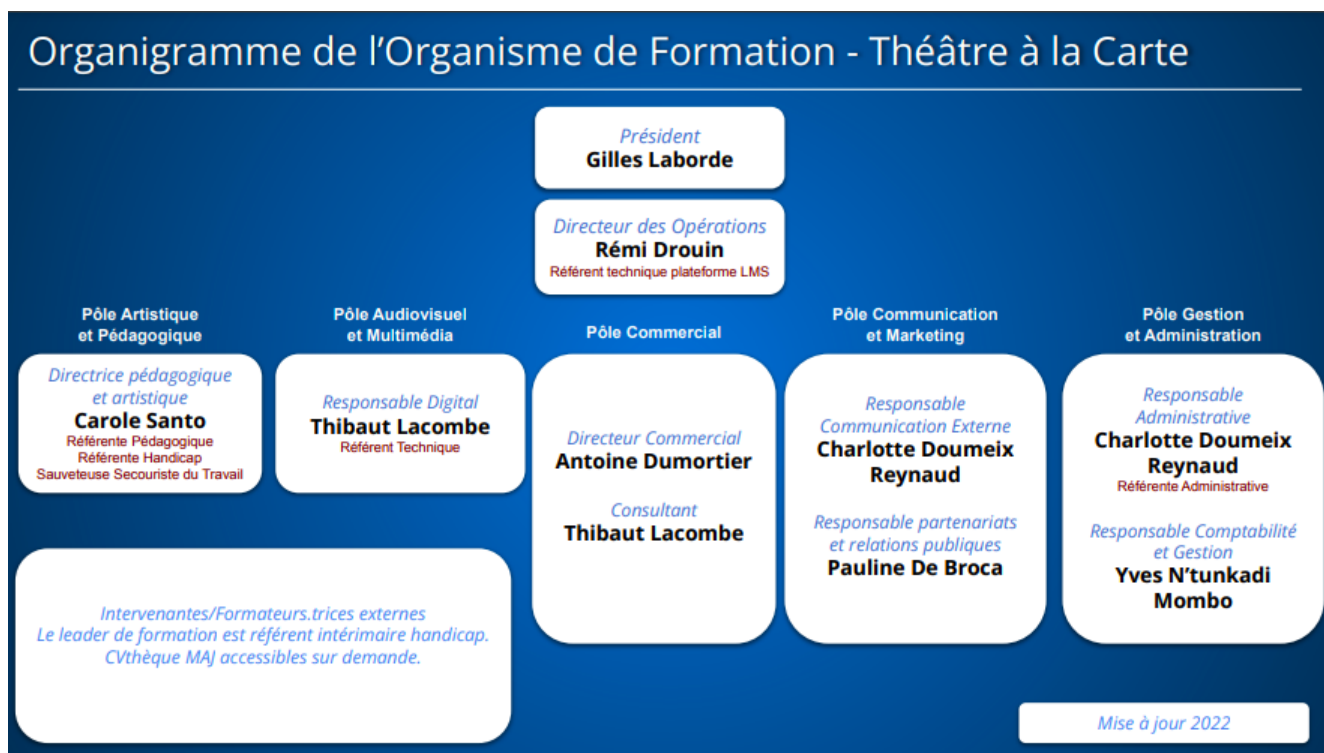 Organigramme de l'Organisme de Formation - Théâtre à la Carte
Président
Gilles Laborde
Directeur des Opérations
Rémi Drouin
Référent technique plateforme LMS
Pôle Artistique
et Pédagogique
Directrice pédagogique
et artistique
Carole Santo
Référente Pédagogique
Référente Handicap
Sauveteuse Secouriste du Travail
Pôle Audiovisuel
et Multimédia
Responsable Digital
Thibaut Lacombe
Référent Technique
Pôle Commercial
Directeur Commercial
Antoine Dumortier
Consultant
Thibaut Lacombe
Pôle Communication
et Marketing
Responsable
Communication Externe
Charlotte Doumeix
Reynaud
Responsable partenariats
et relations publiques
Pauline De Broca
Pôle Gestion
et Administration
Responsable
Administrative
Charlotte Doumeix
Reynaud
Référente Administrative
Responsable Comptabilité
et Gestion
Yves N'tunkadi
Mombo
Intervenantes/Formateurs.trices externes
Le leader de formation est référent intérimaire handicap.
CVthèque MAJ accessibles sur demande.
Mise à jour 2022